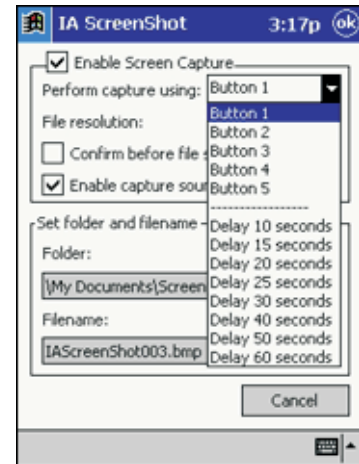 IA ScreenShot 3:17p ok
Enable Screen Capture
Perform capture using: Button 1
Button 1
File resolution:
Button 2
Button 3
Confirm before file
Button 4
Enable capture sou
Button 5
------------------
Set folder and filename
Delay 10 seconds
Delay 15 seconds
Folder:
Delay 20 seconds
Delay 25 seconds
\My Documents\Screen
Delay 30 seconds
Filename:
Delay 40 seconds
Delay 50 seconds
IAScreenShot003.bmp
Delay 60 seconds
Cancel